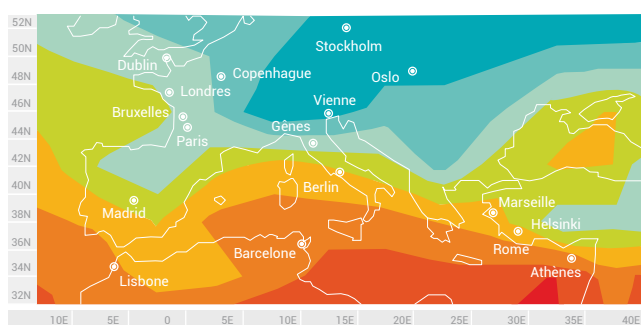 52N
50N
48N
46N
44N
42N
40N
38N
36N
34N
32N
Stockholm
Dublin
Copenhague
Oslo
Londres
Vienne
Bruxelles
Gênes
Paris
Berlin
Madrid
Marseille
Helsinki
Rome
Barcelone
Athènes
Lisbone
10E 5E 0 5E 10E 15E 20E 25E 30E 35E 40E